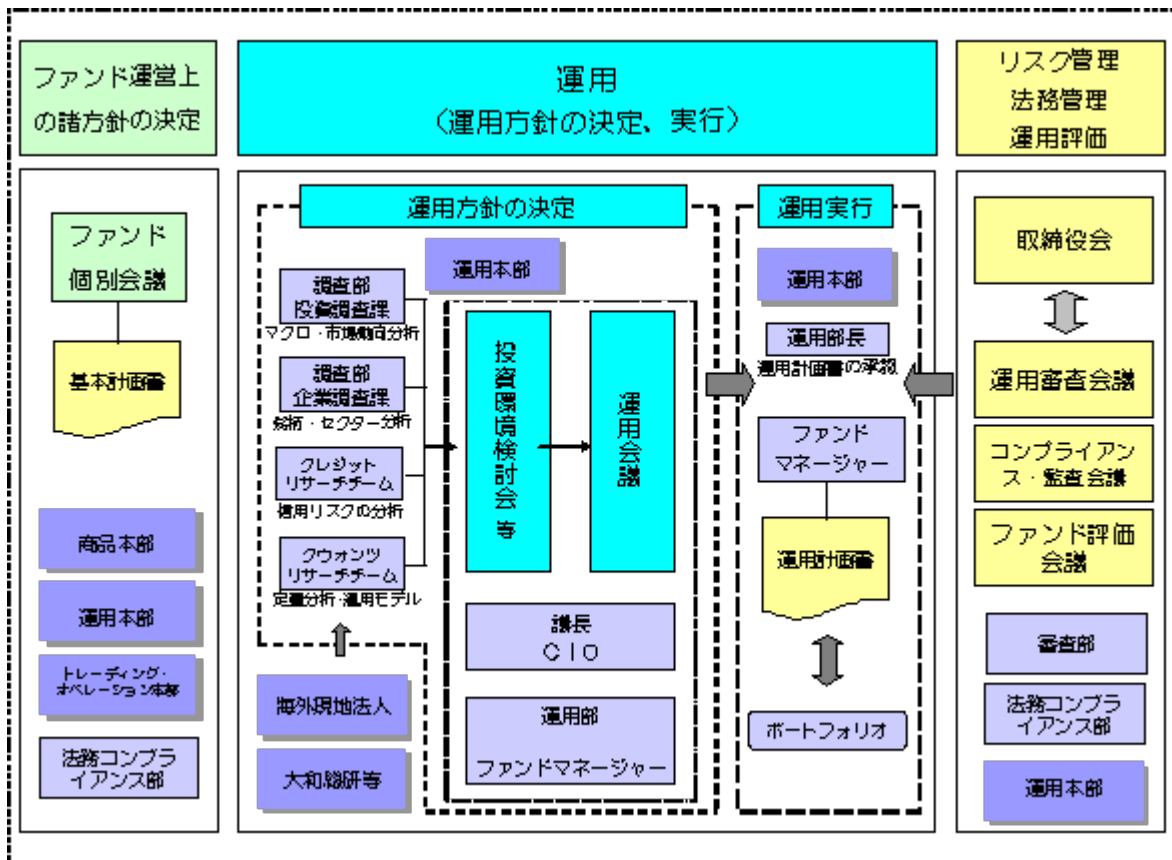 ファンド運営上
の諸方針の決定
運用
(運用方針の決定、実行)
リスク管理
法務管理
運用評価
ファンド
個別会議
基本計画書
商品本部
運用本部
トレーディング・
オペレーション本部
法務コンプラ
イアンス部
運用方針の決定
運用本部
調査部
投資調査課
マクロ・市場動向分析
調査部
企業調査課
銘柄・セクター分析
クレジット
リサーチチーム
信用リスクの分析
クウォンツ
リサーチチーム
定量分析・運用モデル
海外現地法人
大和総研等
投資環境検討会 等
運用会議
議長
CIO
運用部
ファンドマネージャー
運用実行
運用本部
運用部長
運用計画書の承認
ファンド
マネージャー
運用計画書
ポートフォリオ
取締役会
運用審査会議
コンプライアン
ス・監査会議
ファンド評価
会議
審査部
法務コンプラ
イアンス部
運用本部